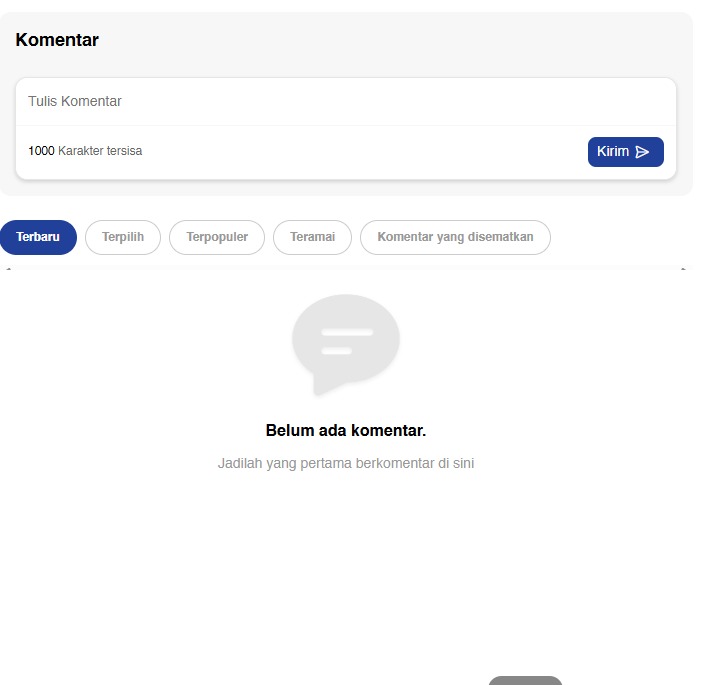 Komentar
Tulis Komentar
1000 Karakter tersisa
Kirim
Terbaru
Terpilih
Terpopuler
Teramai
Komentar yang disematkan
Belum ada komentar.
Jadilah yang pertama berkomentar di sini